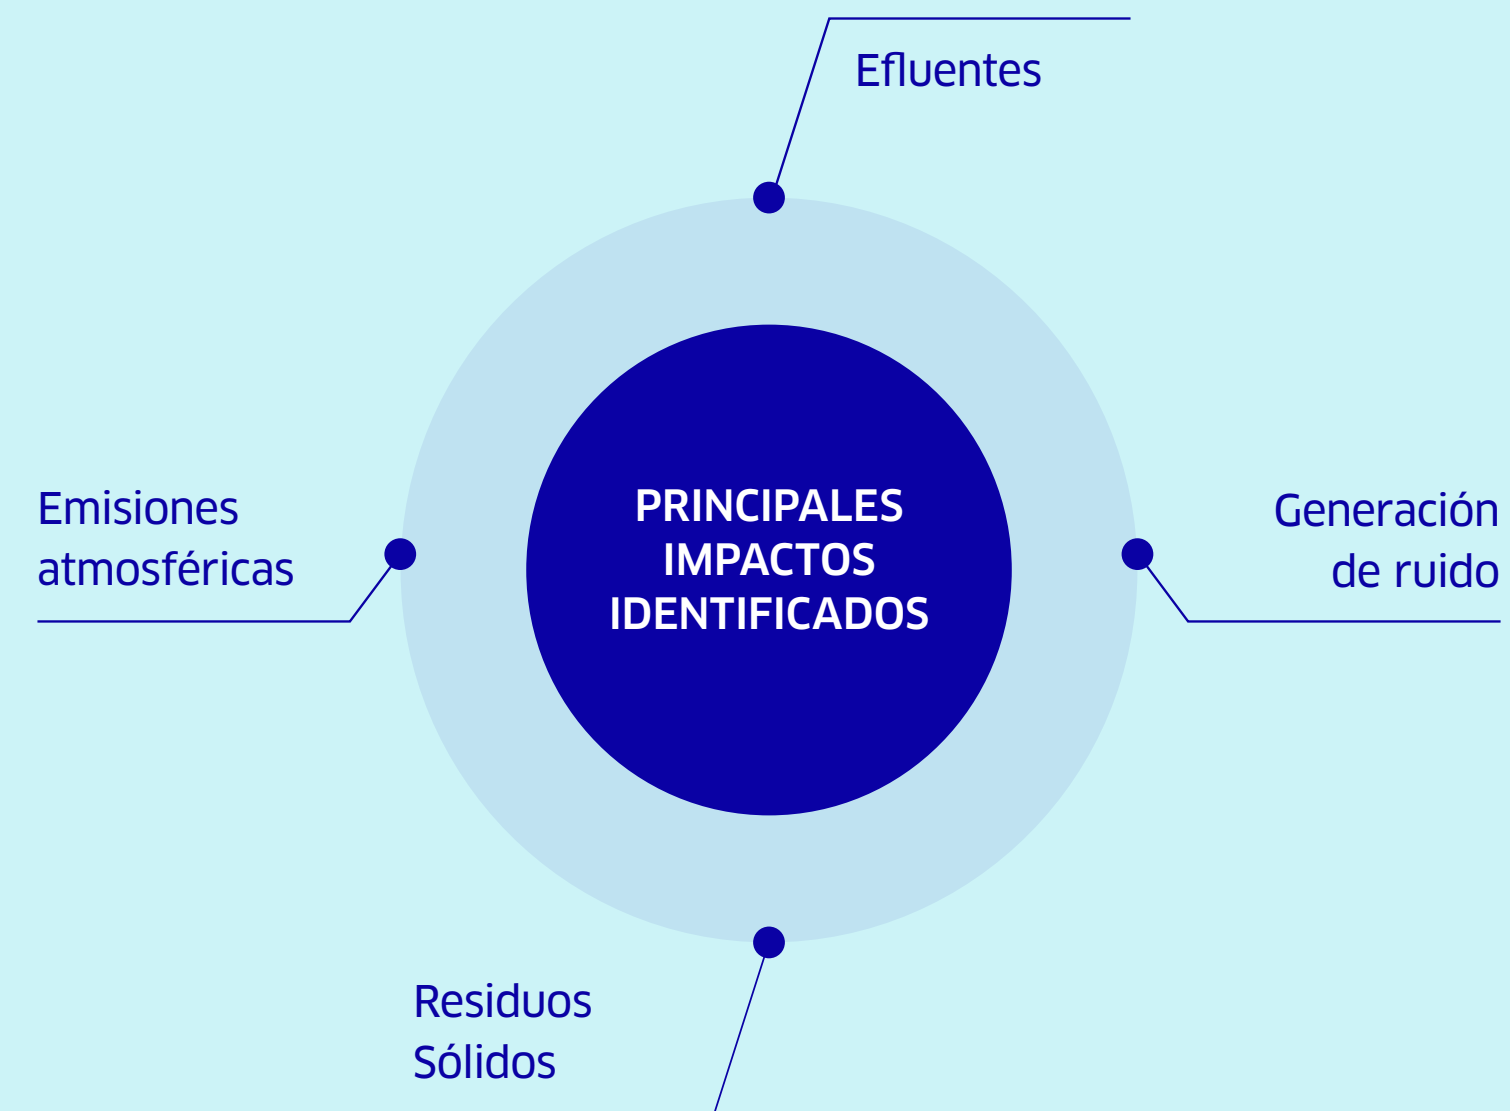 Efluentes
Emisiones
atmosféricas
PRINCIPALES
IMPACTOS
IDENTIFICADOS
Generación
de ruido
Residuos
Sólidos